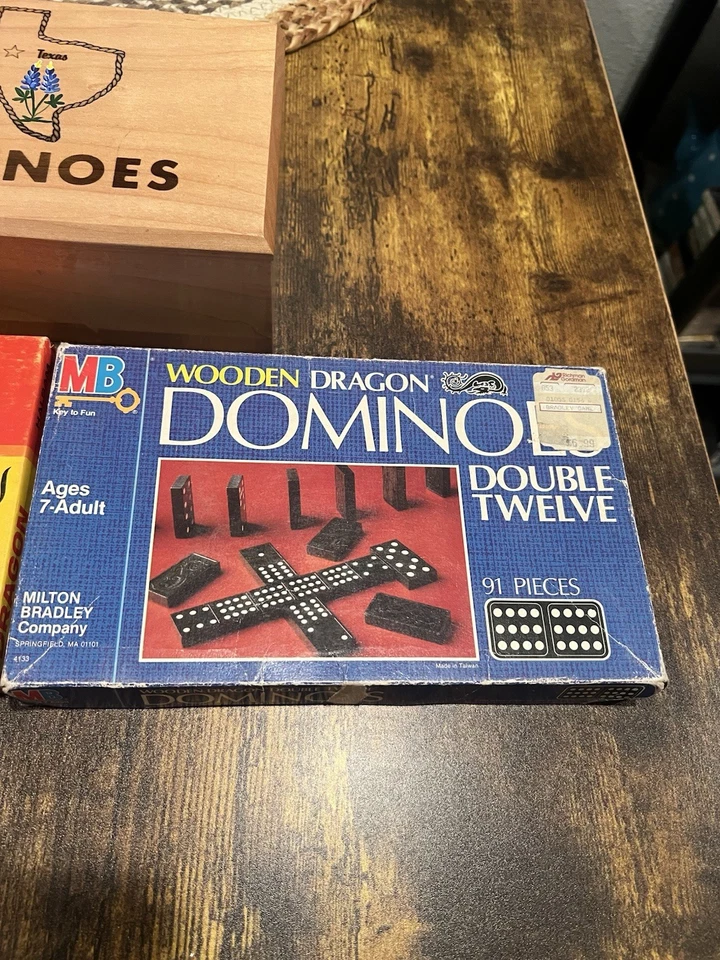 Texas
NOES
MB
Key to Fun
WOODEN DRAGON®
DOMINOES
DOUBLE
TWELVE
Ages
7-Adult
91 PIECES
MILTON
BRADLEY
Company
SPRINGFIELD, MA 01101
4133
Made in Taiwan
MB
DOMINOES